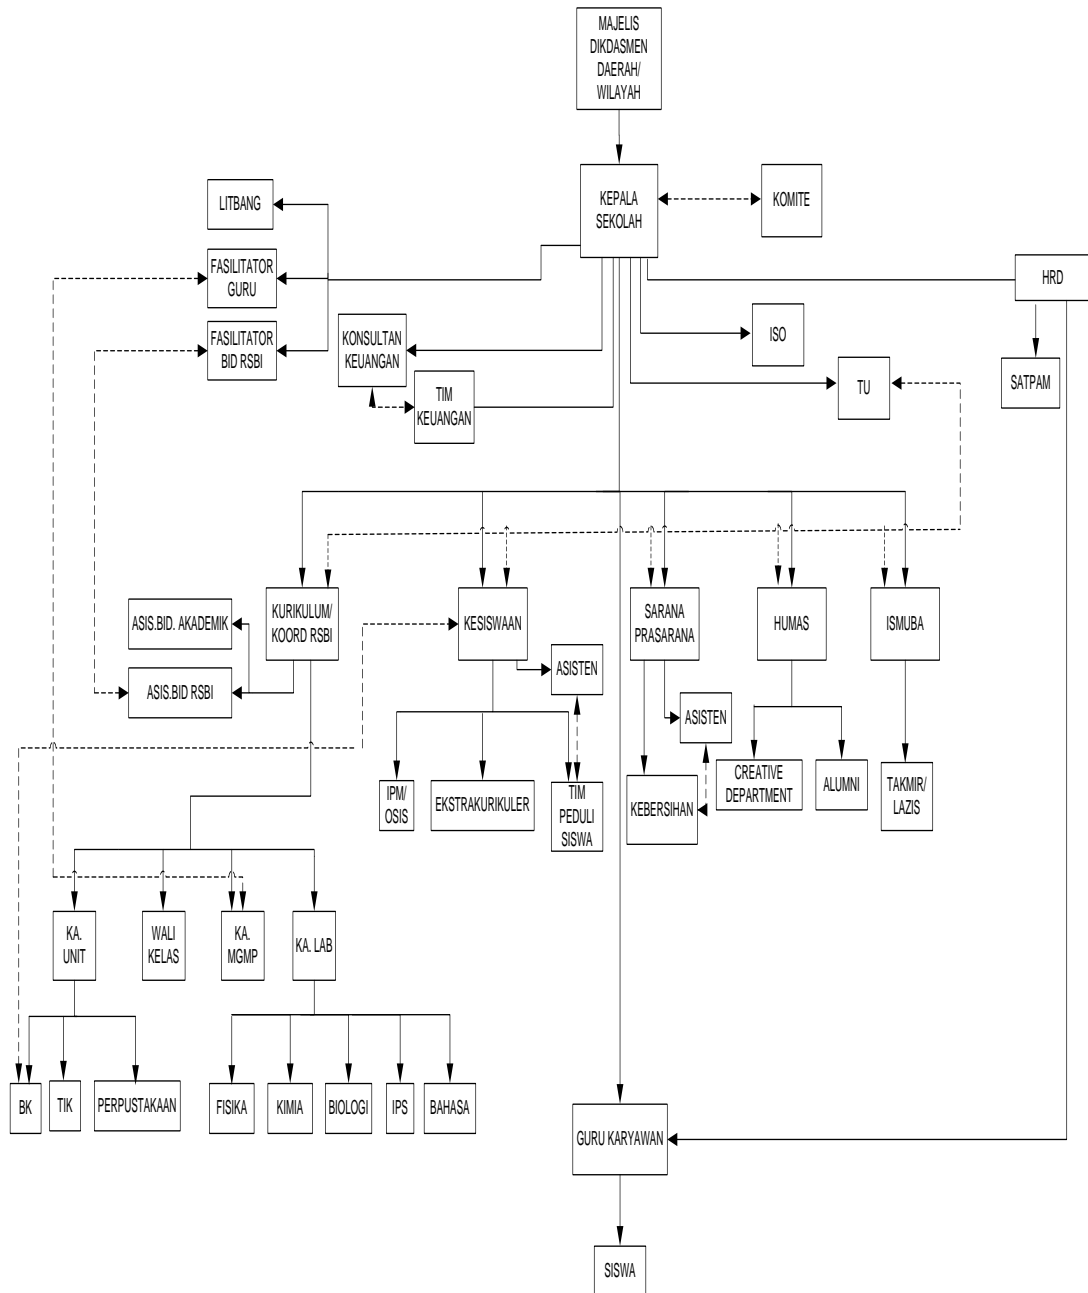 MAJELIS
DIKDASMEN
DAERAH/
WILAYAH
KEPALA
SEKOLAH
KOMITE
LITBANG
FASILITATOR
GURU
HRD
FASILITATOR
BID RSBI
KONSULTAN
KEUANGAN
ISO
TIM
KEUANGAN
TU
SATPAM
ASIS.BID. AKADEMIK
KURIKULUM/
KOORD RSBI
KESISWAAN
SARANA
PRASARANA
HUMAS
ISMUBA
ASIS.BID RSBI
ASISTEN
ASISTEN
IPM/
OSIS
EKSTRAKURIKULER
TIM
PEDULI
SISWA
KEBERSIHAN
CREATIVE
DEPARTMENT
ALUMNI
TAKMIR/
LAZIS
KA.
UNIT
WALI
KELAS
KA.
MGMP
KA. LAB
BK
TIK
PERPUSTAKAAN
FISIKA
KIMIA
BIOLOGI
IPS
BAHASA
GURU KARYAWAN
SISWA